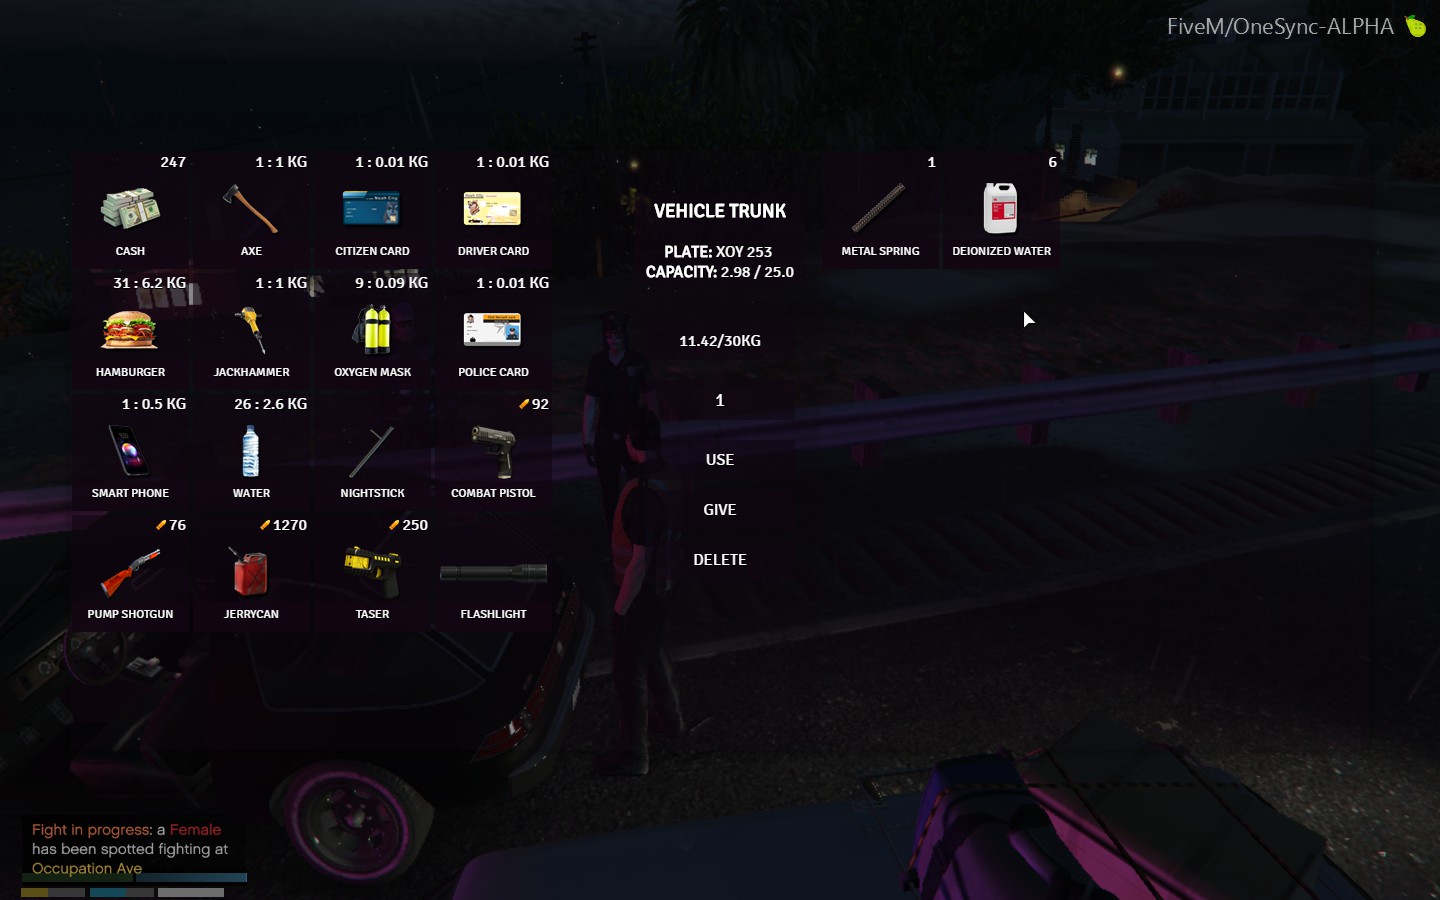 FiveM/OneSync-ALPHA
247
1 : 1 KG
1 : 0.01 KG
1 : 0.01 KG
CASH
AXE
CITIZEN CARD
DRIVER CARD
31 : 6.2 KG
1 : 1 KG
9 : 0.09 KG
1 : 0.01 KG
HAMBURGER
JACKHAMMER
OXYGEN MASK
POLICE CARD
1 : 0.5 KG
26 : 2.6 KG
92
SMART PHONE
WATER
NIGHTSTICK
COMBAT PISTOL
76
1270
250
PUMP SHOTGUN
JERRYCAN
TASER
FLASHLIGHT
VEHICLE TRUNK
PLATE: XOY 253
CAPACITY: 2.98 / 25.0
11.42/30KG
1
USE
GIVE
DELETE
1
6
METAL SPRING
DEIONIZED WATER
Fight in progress: a Female
has been spotted fighting at
Occupation Ave